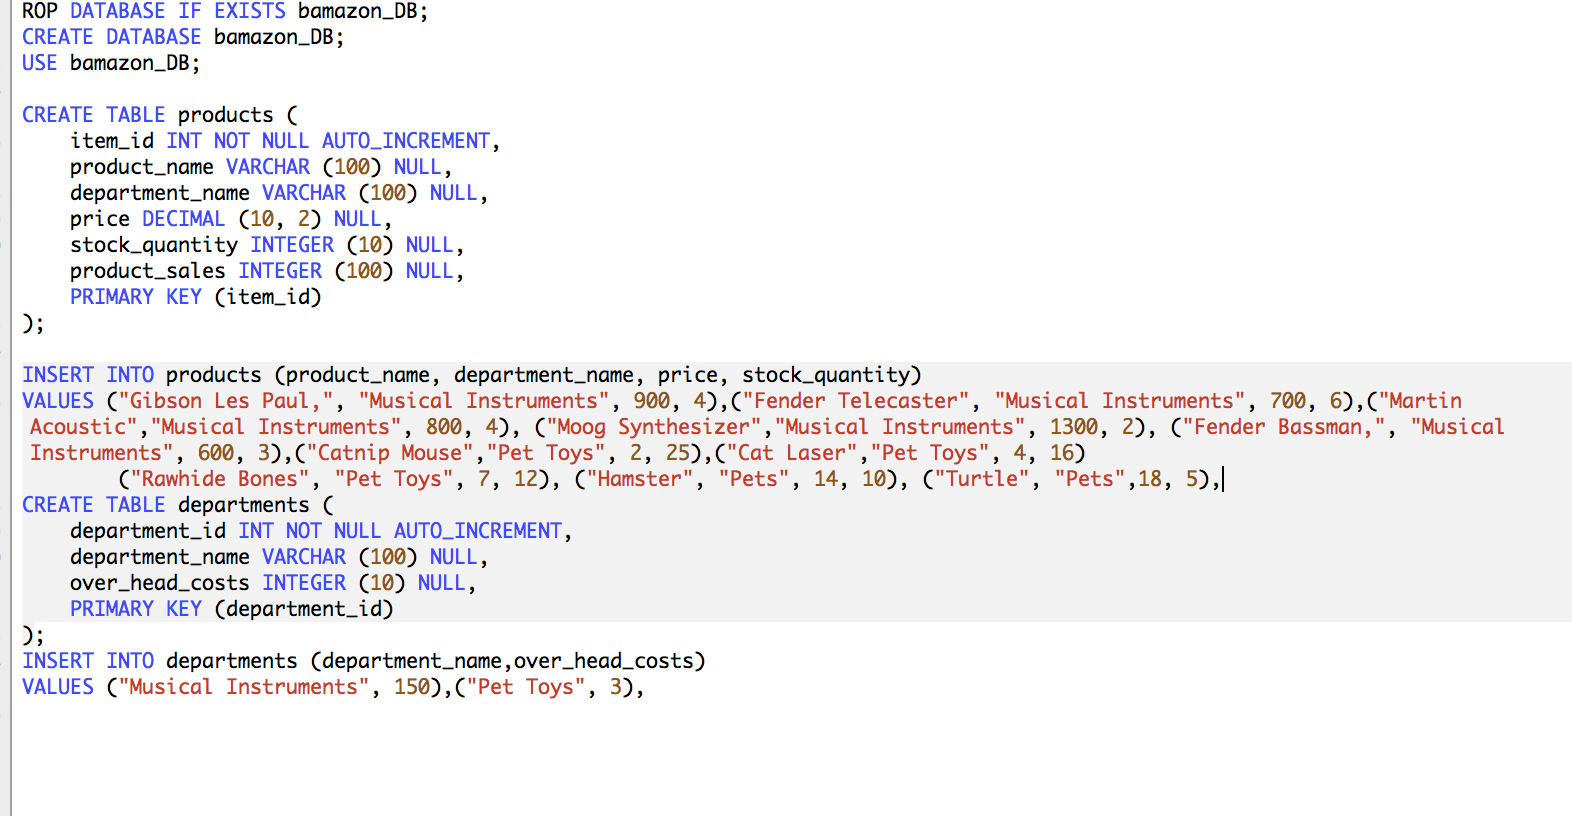 ROP DATABASE IF EXISTS bamazon_DB;
CREATE DATABASE bamazon_DB;
USE bamazon_DB;
CREATE TABLE products (
item_id INT NOT NULL AUTO_INCREMENT,
product_name VARCHAR (100) NULL,
department_name VARCHAR (100) NULL,
price DECIMAL (10, 2) NULL,
stock_quantity INTEGER (10) NULL,
product_sales INTEGER (100) NULL,
PRIMARY KEY (item_id)
);
INSERT INTO products (product_name, department_name, price, stock_quantity)
VALUES ("Gibson Les Paul,", "Musical Instruments", 900, 4),("Fender Telecaster", "Musical Instruments", 700, 6),("Martin
Acoustic","Musical Instruments", 800, 4), ("Moog Synthesizer","Musical Instruments", 1300, 2), ("Fender Bassman,", "Musical
Instruments", 600, 3),("Catnip Mouse","Pet Toys", 2, 25),("Cat Laser","Pet Toys", 4, 16)
("Rawhide Bones", "Pet Toys", 7, 12), ("Hamster", "Pets", 14, 10), ("Turtle", "Pets",18, 5),
CREATE TABLE departments (
department_id INT NOT NULL AUTO_INCREMENT,
department_name VARCHAR (100) NULL,
over_head_costs INTEGER (10) NULL,
PRIMARY KEY (department_id)
);
INSERT INTO departments (department_name,over_head_costs)
VALUES ("Musical Instruments", 150),("Pet Toys", 3),